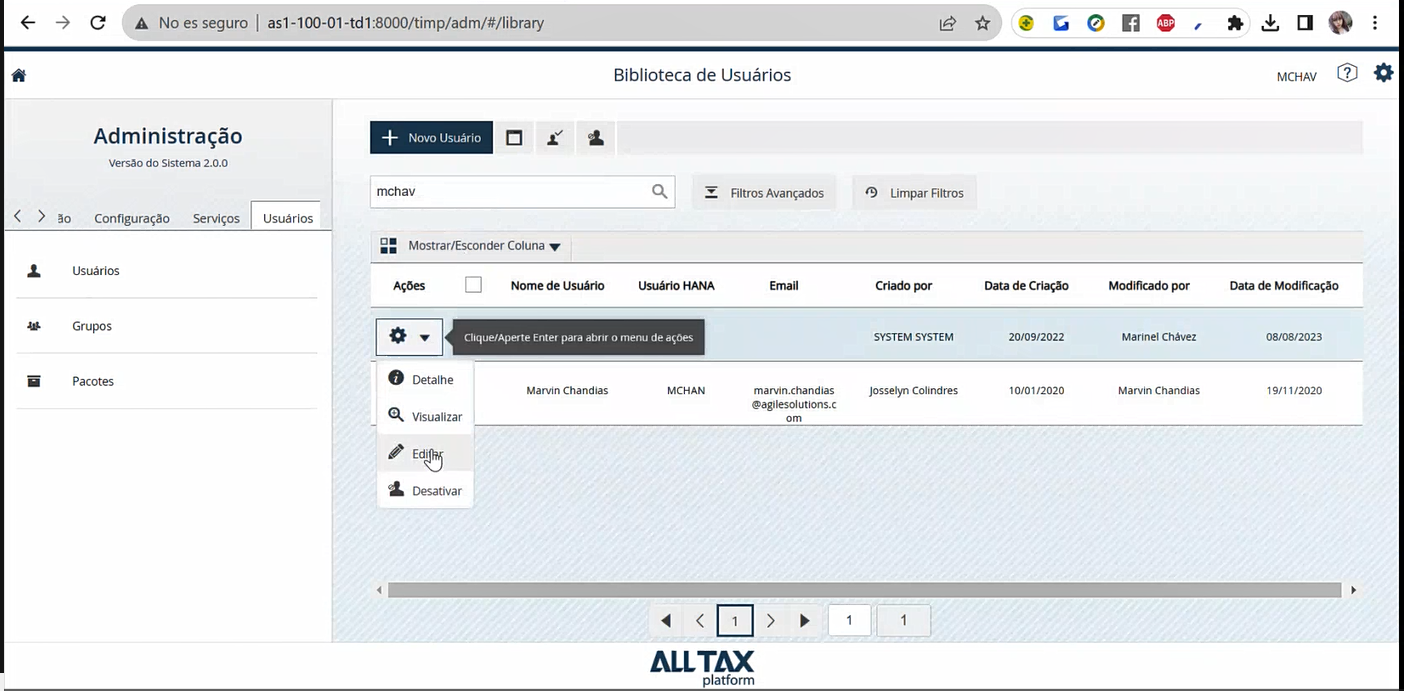 No es seguro | as1-100-01-td1:8000/timp/adm/#/library
ABP
Biblioteca de Usuários
MCHAV
?
Administração
Versão do Sistema 2.0.0
ão Configuração Serviços Usuários
Usuários
Grupos
Pacotes
Novo Usuário
mchav
Filtros Avançados
Limpar Filtros
Mostrar/Esconder Coluna
Ações Nome de Usuário Usuário HANA Email Criado por Data de Criação Modificado por Data de Modificação
Clique/Aperte Enter para abrir o menu de ações
SYSTEM SYSTEM 20/09/2022 Marinel Chávez 08/08/2023
Detalhe
Visualizar
Editar
Desativar
Marvin Chandias MCHAN marvin.chandias
@agilesolutions.c
om
Josselyn Colindres 10/01/2020 Marvin Chandias 19/11/2020
1 1 1
ALLTAX
platform